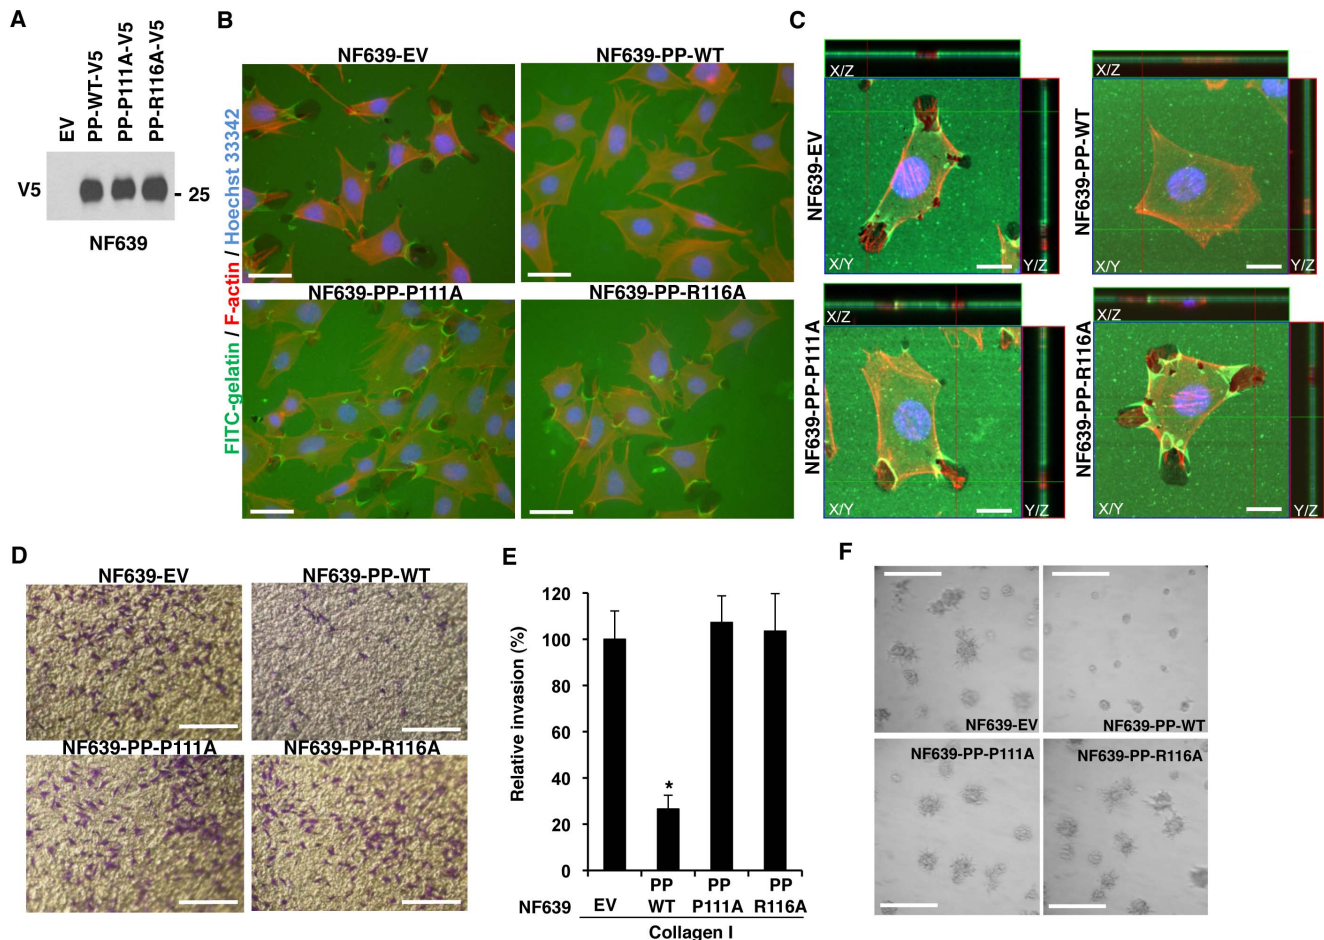 A
EV
PP-WT-V5
PP-P111A-V5
PP-R116A-V5
V5
- 25
NF639
B
FITC-gelatin / F-actin / Hoechst 33342
NF639-EV
NF639-PP-WT
NF639-PP-P111A
NF639-PP-R116A
C
NF639-EV
X/Z
X/Y
Y/Z
NF639-PP-WT
X/Z
X/Y
Y/Z
NF639-PP-P111A
X/Z
X/Y
Y/Z
NF639-PP-R116A
X/Z
X/Y
Y/Z
D
NF639-EV
NF639-PP-WT
NF639-PP-P111A
NF639-PP-R116A
E
Relative invasion (%)
120
100
80
60
40
20
0
*
PP PP PP
NF639 EV WT P111A R116A
Collagen I
F
NF639-EV
NF639-PP-WT
NF639-PP-P111A
NF639-PP-R116A